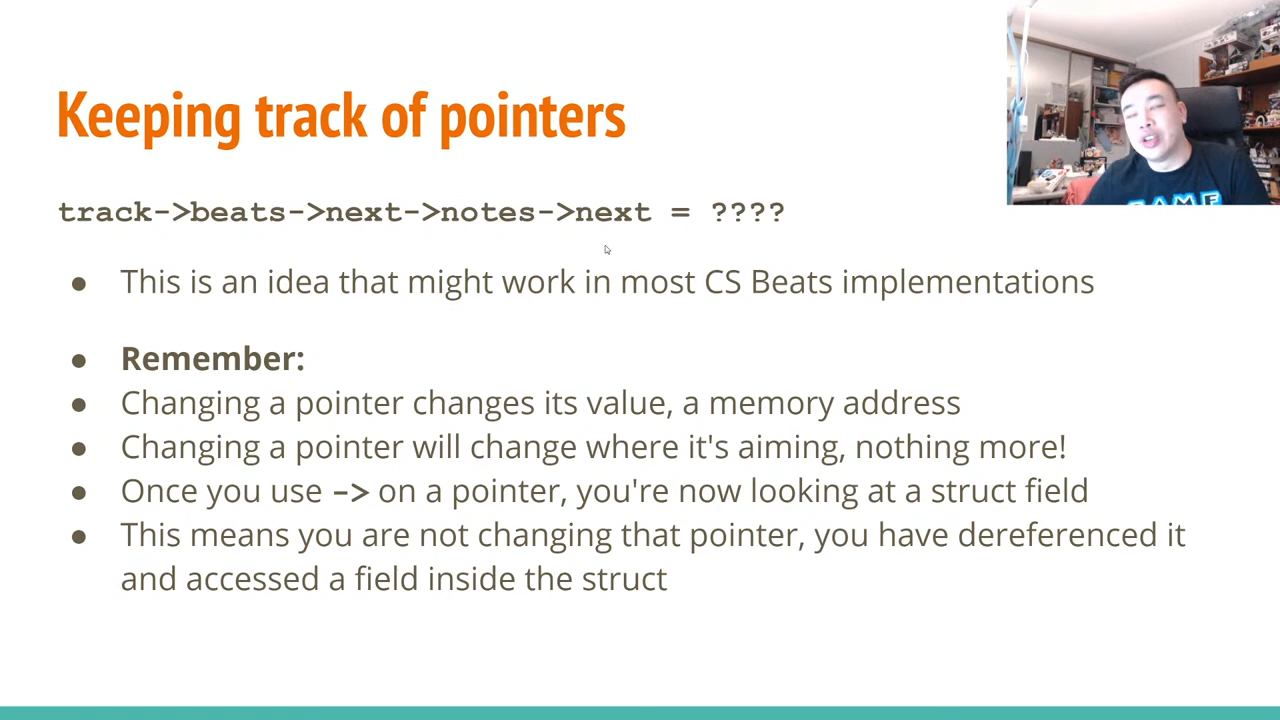 Keeping track of pointers
track->beats->next->notes->next = ????
● This is an idea that might work in most CS Beats implementations
● Remember:
● Changing a pointer changes its value, a memory address
● Changing a pointer will change where it's aiming, nothing more!
● Once you use -> on a pointer, you're now looking at a struct field
● This means you are not changing that pointer, you have dereferenced it
and accessed a field inside the struct
GAME